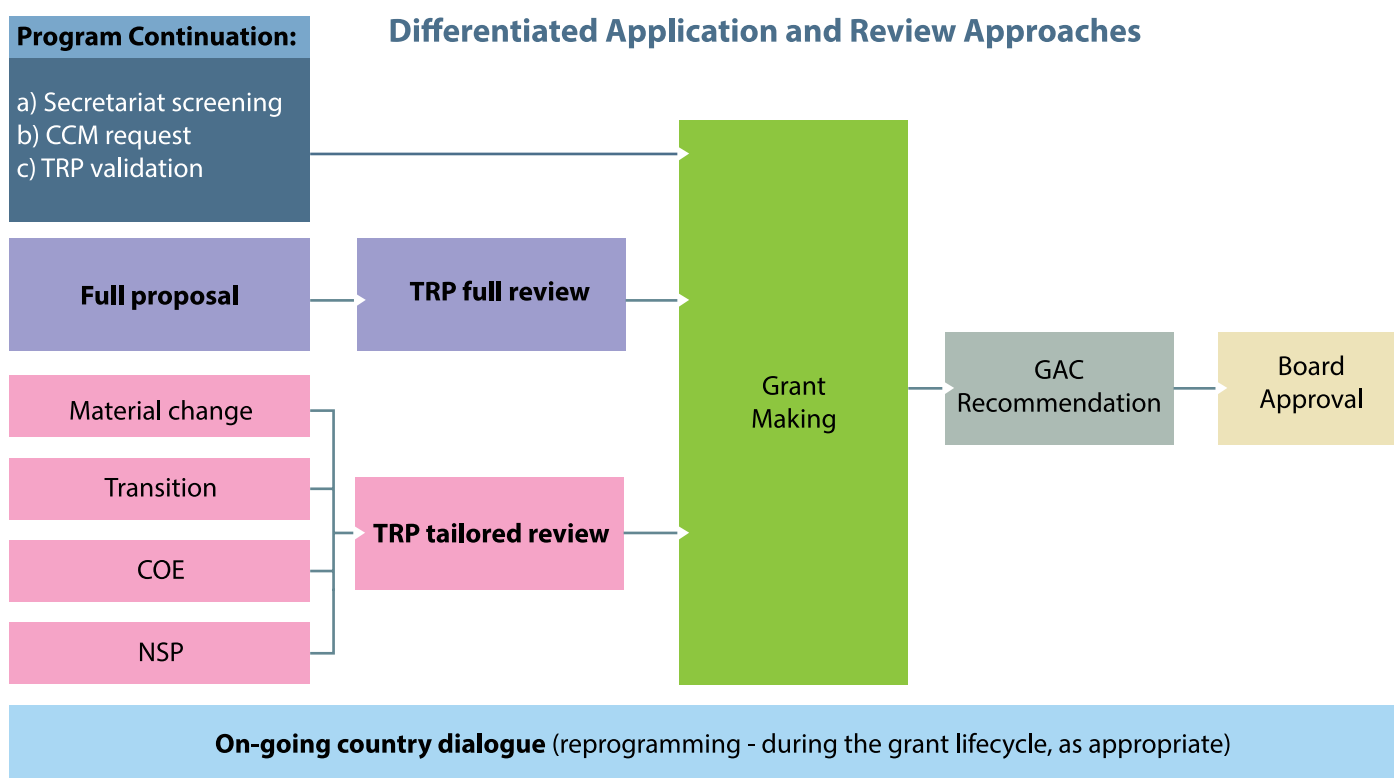 Differentiated Application and Review Approaches
Program Continuation:
a) Secretariat screening
b) CCM request
c) TRP validation
Full proposal
TRP full review
Material change
Transition
COE
NSP
TRP tailored review
Grant
Making
GAC
Recommendation
Board
Approval
On-going country dialogue (reprogramming - during the grant lifecycle, as appropriate)